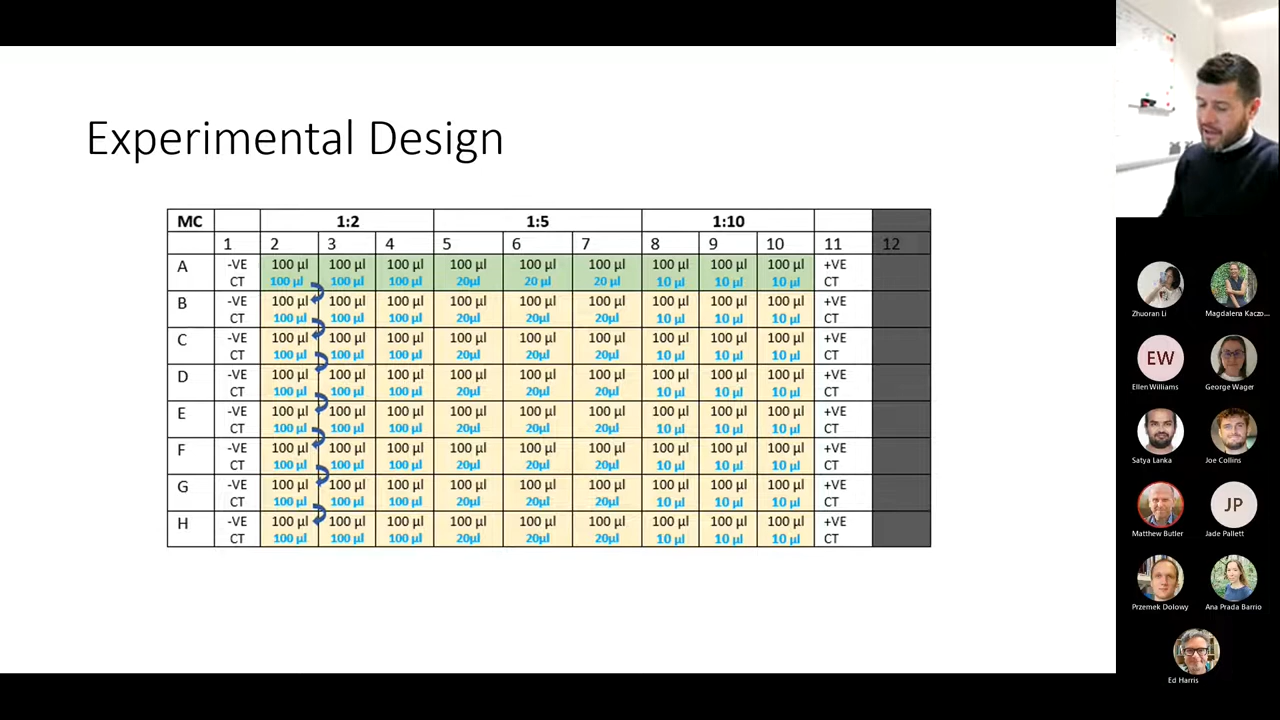 Experimental Design
MC 1:2 1:5 1:10
1 2 3 4 5 6 7 8 9 10 11 12
A -VE 100 µl 100 µl 100 µl 100 µl 100 µl 100 µl 100 µl 100 µl 100 µl +VE
CT 100 µl 100 µl 100 µl 20µl 20 µl 20 µl 10 µl 10 µl 10 µl CT
B -VE 100 µl 100 µl 100 µl 100 µl 100 µl 100 µl 100 µl 100 µl 100 µl +VE
CT 100 µl 100 µl 100 µl 20µl 20µl 20µl 10 µl 10 µl 10 µl CT
C -VE 100 µl 100 µl 100 µl 100 µl 100 µl 100 µl 100 µl 100 µl 100 µl +VE
CT 100 µl 100 µl 100 µl 20µl 20µl 20µl 10 µl 10 µl 10 µl CT
D -VE 100 µl 100 µl 100 µl 100 µl 100 µl 100 µl 100 µl 100 µl 100 µl +VE
CT 100 µl 100 µl 100 µl 20µl 20µl 20µl 10 µl 10 µl 10 µl CT
E -VE 100 µl 100 µl 100 µl 100 µl 100 µl 100 µl 100 µl 100 µl 100 µl +VE
CT 100 µl 100 µl 100 µl 20µl 20µl 20µl 10 µl 10 µl 10 µl CT
F -VE 100 µl 100 µl 100 µl 100 µl 100 µl 100 µl 100 µl 100 µl 100 µl +VE
CT 100 µl 100 µl 100 µl 20µl 20µl 20µl 10 µl 10 µl 10 µl CT
G -VE 100 µl 100 µl 100 µl 100 µl 100 µl 100 µl 100 µl 100 µl 100 µl +VE
CT 100 µl 100 µl 100 µl 20µl 20µl 20µl 10 µl 10 µl 10 µl CT
H -VE 100 µl 100 µl 100 µl 100 µl 100 µl 100 µl 100 µl 100 µl 100 µl +VE
CT 100 µl 100 µl 100 µl 20µl 20µl 20µl 10 µl 10 µl 10 µl CT
Zhuoran Li Magdalena Kaczo...
EW
Ellen Williams George Wager
Satya Lanka Joe Collins
JP
Matthew Butler Jade Pallett
Przemek Dolowy Ana Prada Barrio
Ed Harris